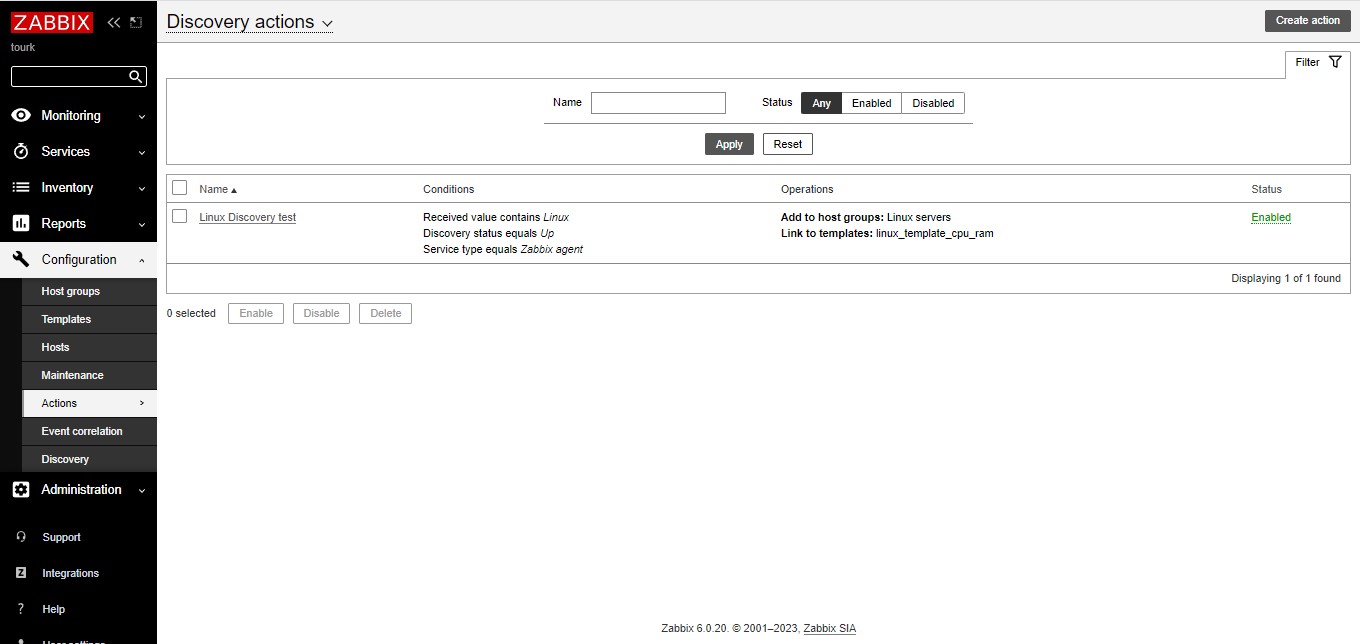 ZABBIX
tourk
Monitoring
Services
Inventory
Reports
Configuration
Host groups
Templates
Hosts
Maintenance
Actions
Event correlation
Discovery
Administration
Support
Integrations
Help
User settings
Discovery actions
Create action
Filter
Name
Status Any Enabled Disabled
Apply Reset
Name Conditions Operations Status
Linux Discovery test Received value contains Linux Add to host groups: Linux servers Enabled
Discovery status equals Up Link to templates: linux_template_cpu_ram
Service type equals Zabbix agent
Displaying 1 of 1 found
0 selected Enable Disable Delete
Zabbix 6.0.20. © 2001–2023, Zabbix SIA